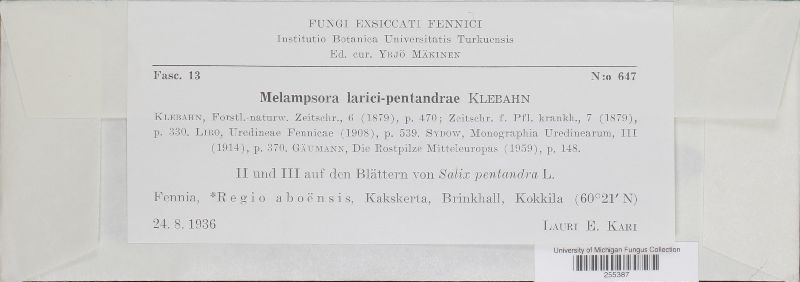 FUNGI EXSICCATI FENNICI
Institutio Botanica Universitatis Turkuensis
Ed. cur. YRJÖ MÄKINEN
Fasc. 13 N:o 647
Melampsora larici-pentandrae KLEBAHN
KLEBAHN, Forstl.-naturw. Zeitschr., 6 (1879), p. 470; Zeitschr. f. Pfl. krankh., 7 (1879),
p. 330. LIRO, Uredineae Fennicae (1908), p. 539. SYDOW, Monographia Uredinearum, III
(1914), p. 370. GÄUMANN, Die Rostpilze Mitteleuropas (1959), p. 148.
II und III auf den Blättern von Salix pentandra L.
Fennia, *Regio aboënsis, Kakskerta, Brinkhall, Kokkila (60°21′ N)
24. 8. 1936 LAURI E. KARI
University of Michigan Fungus Collection
255387